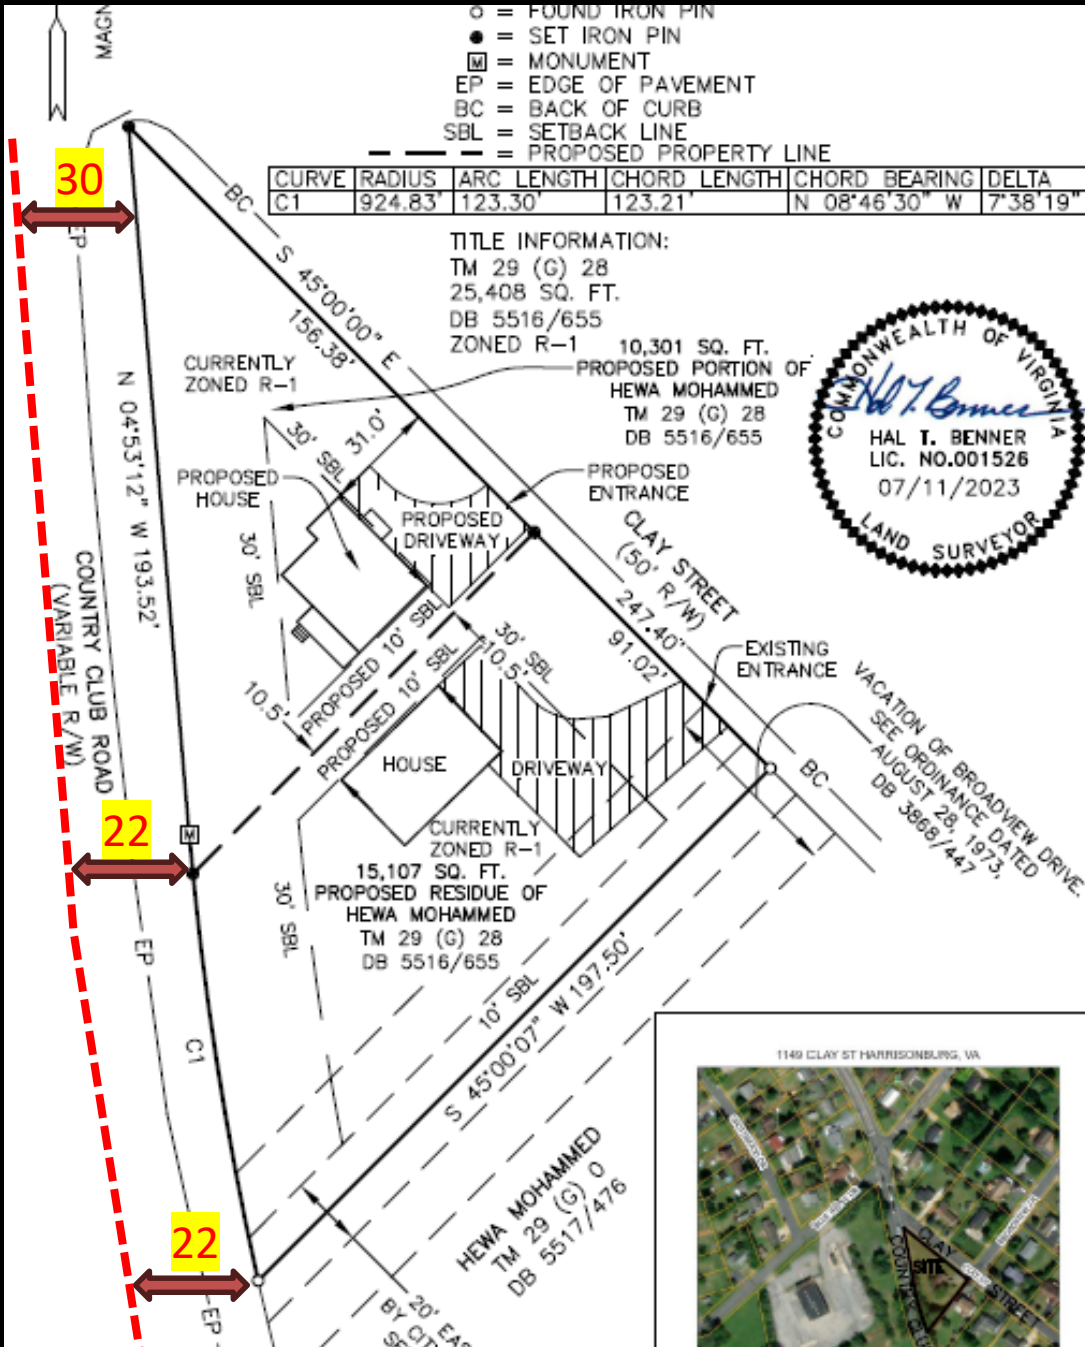 MAGN
o = FOUND IRON PIN
● = SET IRON PIN
M = MONUMENT
EP = EDGE OF PAVEMENT
BC = BACK OF CURB
SBL = SETBACK LINE
= PROPOSED PROPERTY LINE
CURVE RADIUS ARC LENGTH CHORD LENGTH CHORD BEARING DELTA
C1 924.83' 123.30' 123.21' N 08°46'30" W 7°38'19"
TITLE INFORMATION:
TM 29 (G) 28
25,408 SQ. FT.
DB 5516/655
ZONED R-1
10,301 SQ. FT.
PROPOSED PORTION OF
HEWA MOHAMMED
TM 29 (G) 28
DB 5516/655
COMMONWEALTH OF VIRGINIA
Hal T. Benner
HAL T. BENNER
LIC. NO.001526
07/11/2023
LAND SURVEYOR
30
EP
BC
S 45°00'00" E
156.38'
CURRENTLY
ZONED R-1
N 04°53'12" W 193.52'
30' SBL
31.0'
PROPOSED
HOUSE
PROPOSED
DRIVEWAY
PROPOSED
ENTRANCE
30' SBL
CLAY STREET
(50' R/W)
247.40'
91.02'
COUNTRY CLUB ROAD
(VARIABLE R/W)
PROPOSED 10' SBL
PROPOSED 10' SBL
10.5'
30' SBL
10.5'
EXISTING
ENTRANCE
VACATION OF BROADVIEW DRIVE.
SEE ORDINANCE DATED
AUGUST 28, 1973,
DB 3868/447
BC
HOUSE
DRIVEWAY
22
M
CURRENTLY
ZONED R-1
15,107 SQ. FT.
PROPOSED RESIDUE OF
HEWA MOHAMMED
TM 29 (G) 28
DB 5516/655
30' SBL
EP
10' SBL
S 45°00'07" W 197.50'
C1
HEWA MOHAMMED
TM 29 (G) 0
DB 5517/476
22
EP
20' EAS
BY CIT
SE
1149 CLAY ST HARRISONBURG, VA
SITE
CLAY STREET
COUNTRY CLU